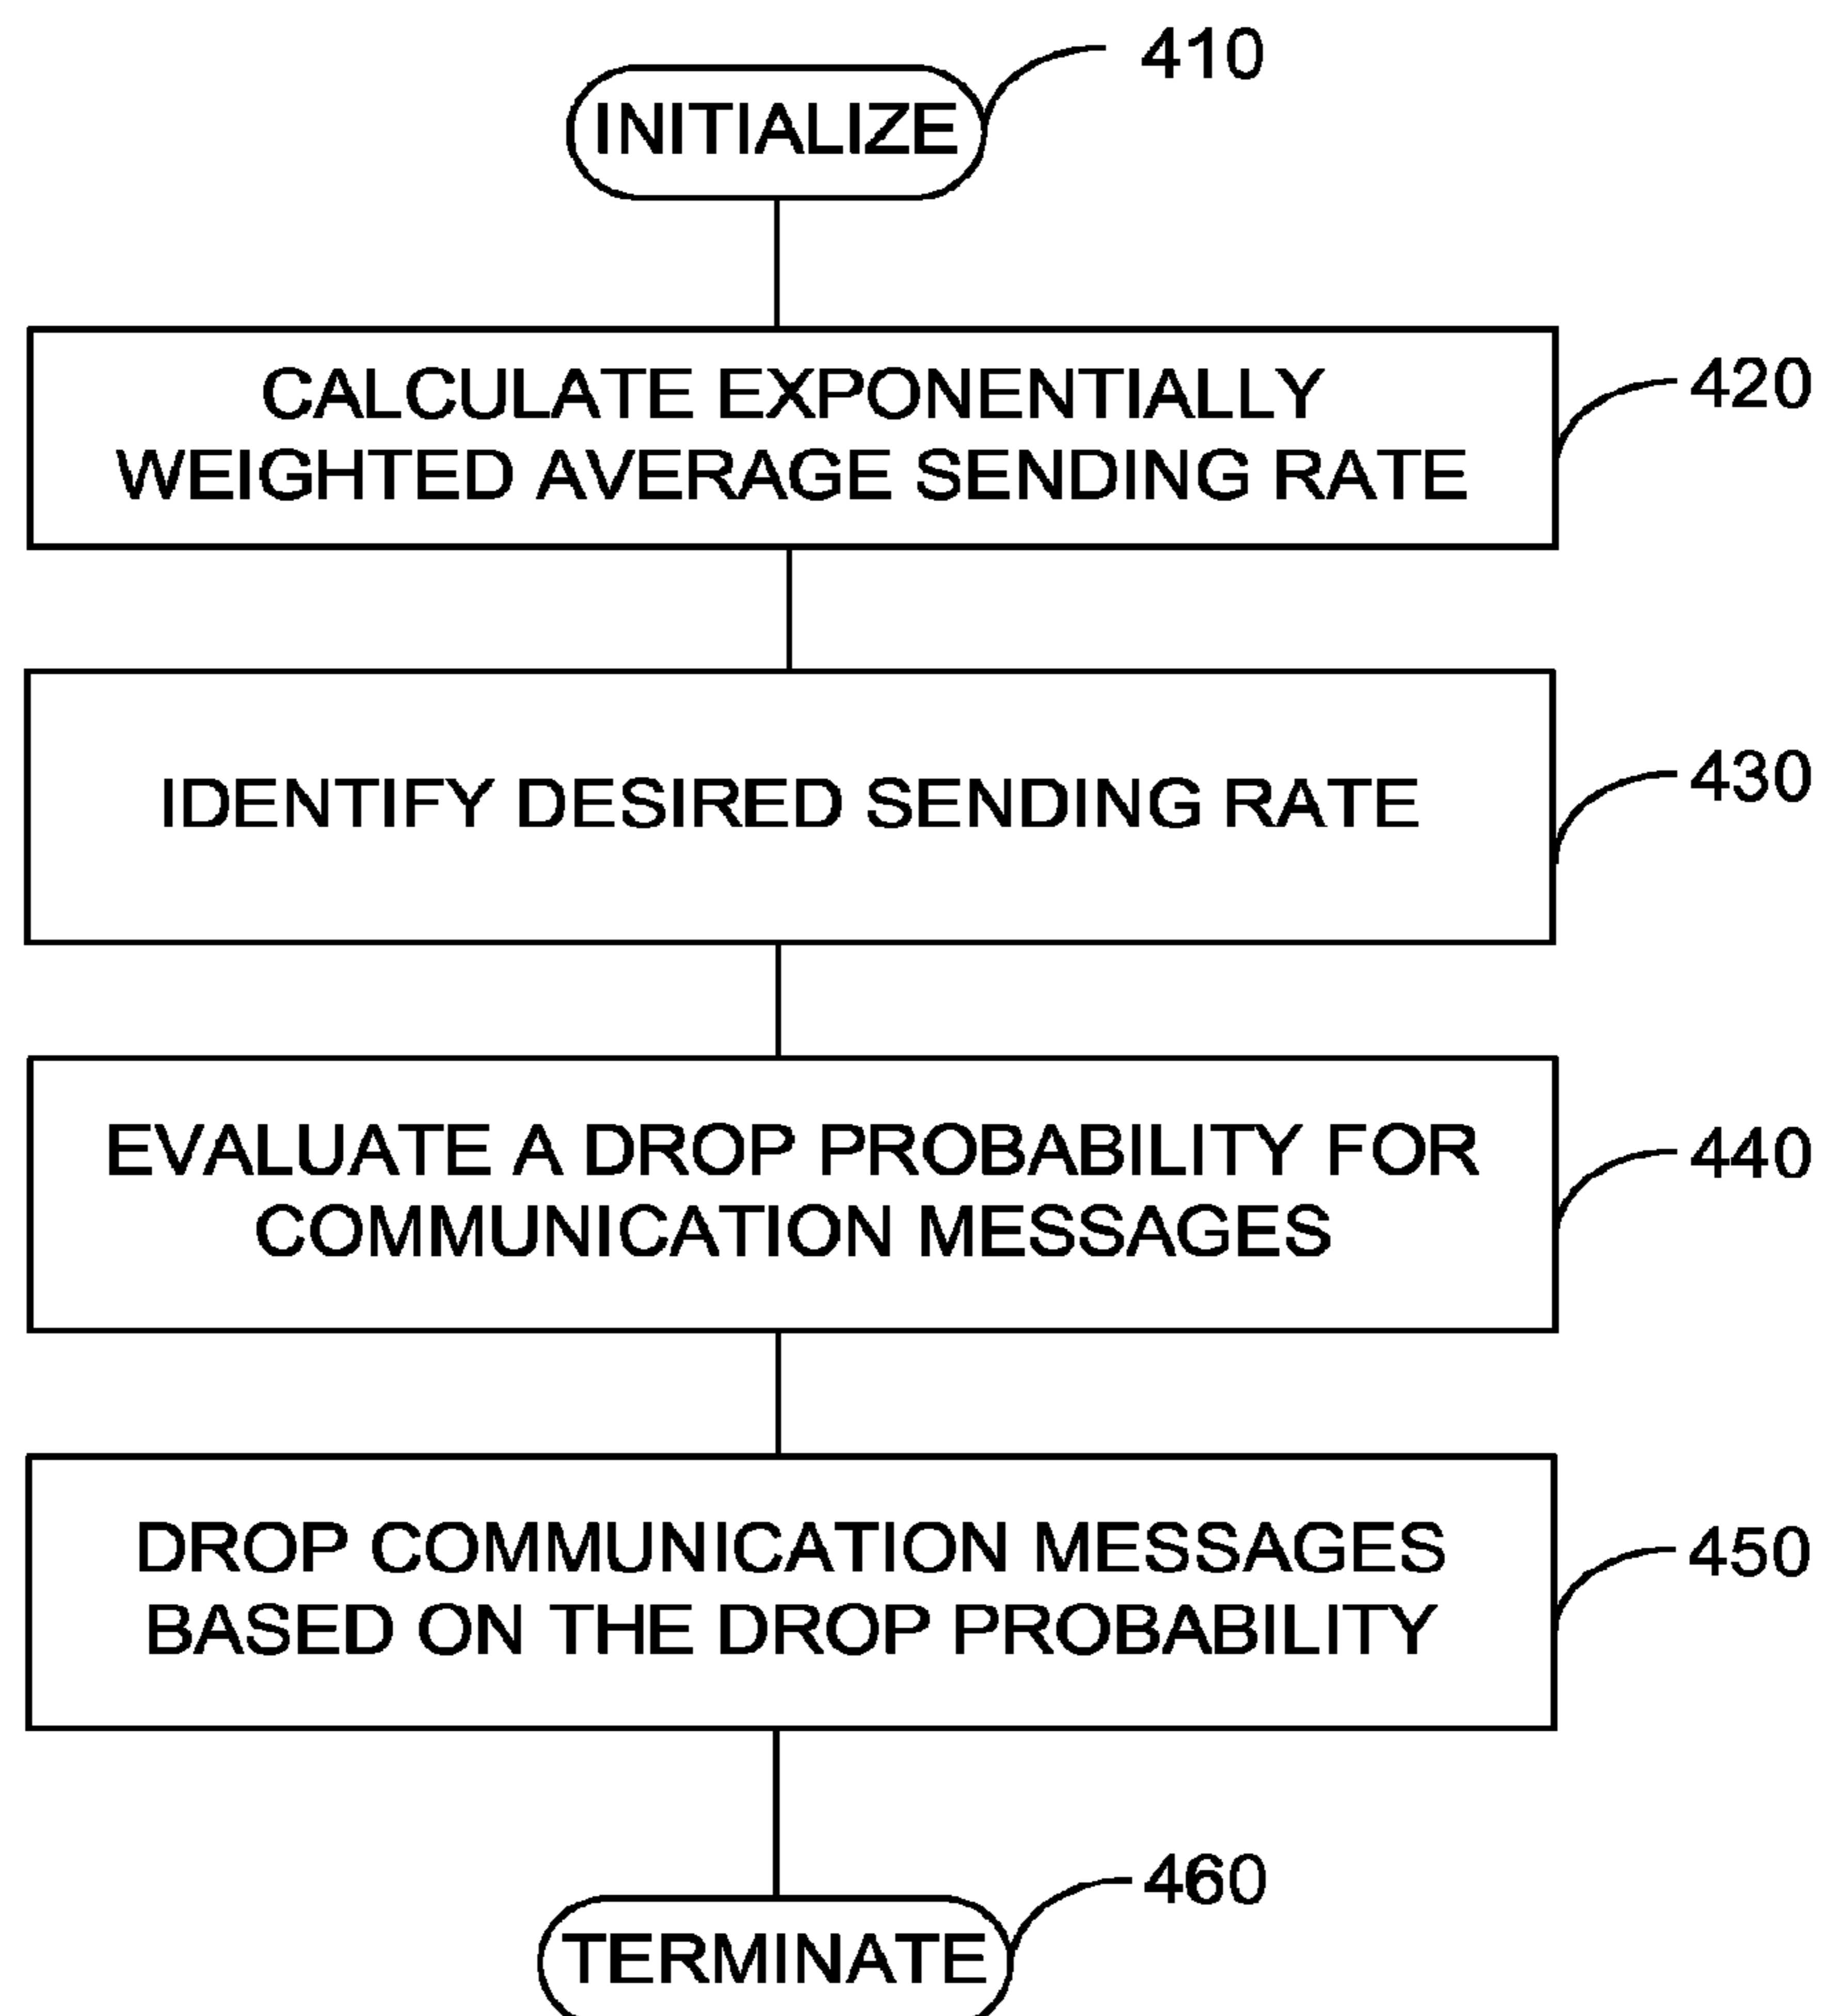 410
INITIALIZE
CALCULATE EXPONENTIALLY
WEIGHTED AVERAGE SENDING RATE
420
IDENTIFY DESIRED SENDING RATE
430
EVALUATE A DROP PROBABILITY FOR
COMMUNICATION MESSAGES
440
DROP COMMUNICATION MESSAGES
BASED ON THE DROP PROBABILITY
450
460
TERMINATE